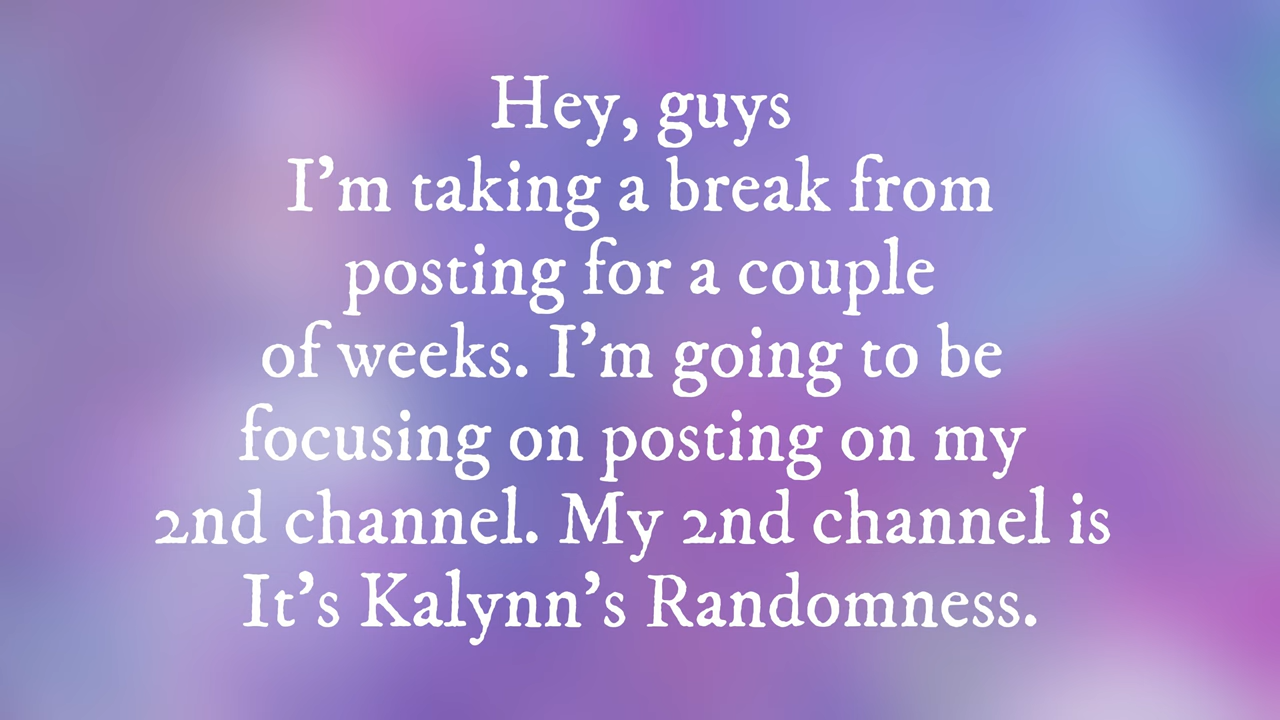 Hey, guys
I'm taking a break from
posting for a couple
of weeks. I'm going to be
focusing on posting on my
2nd channel. My 2nd channel is
It's Kalynn's Randomness.